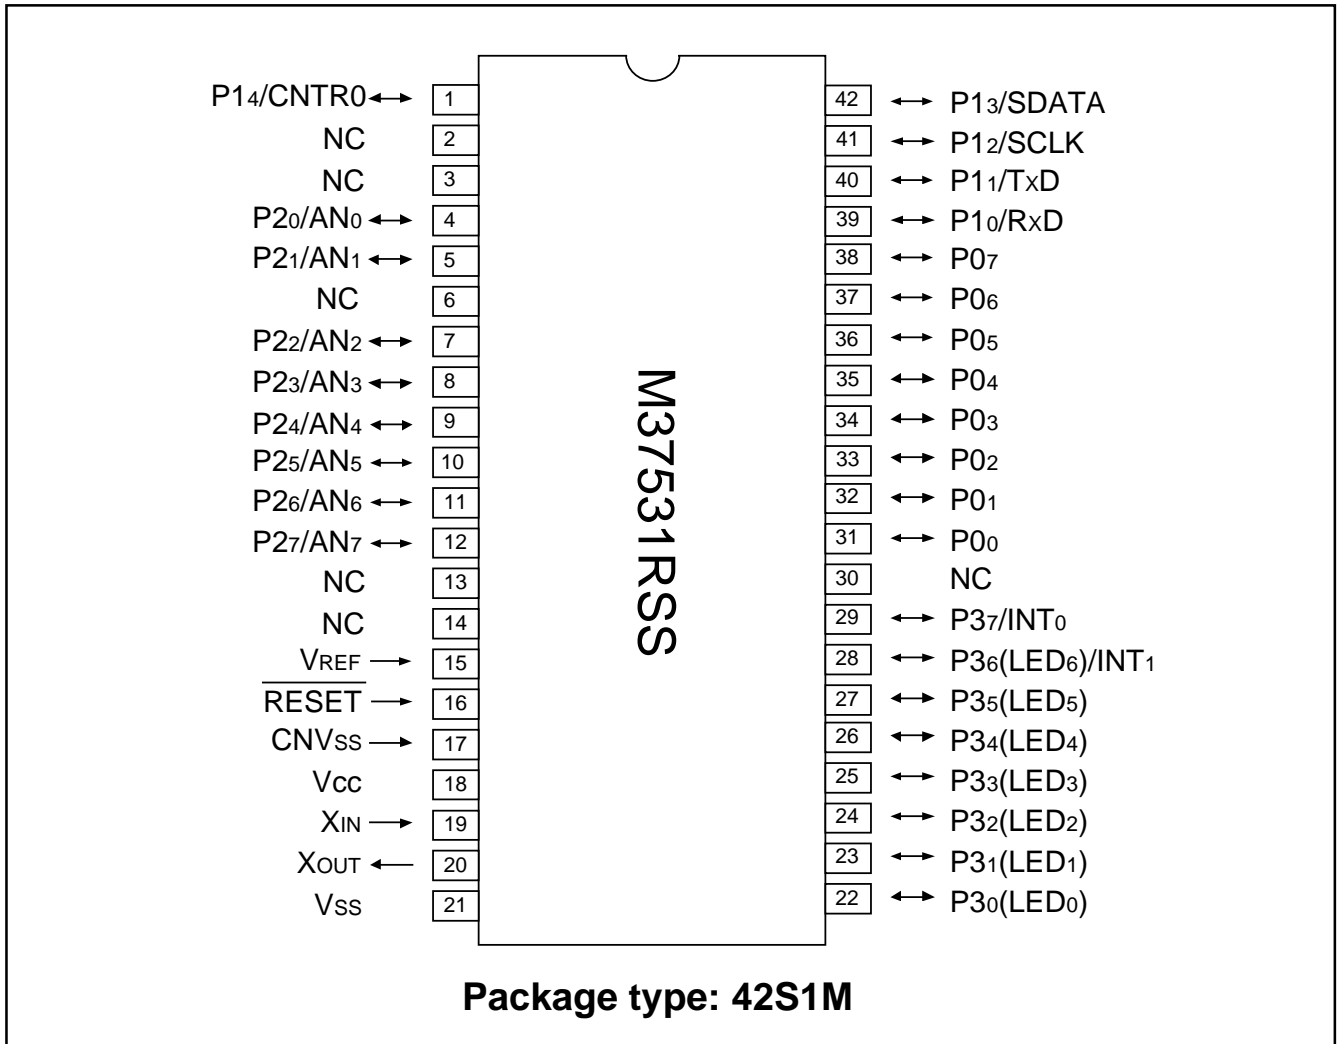 P14/CNTR0 1
NC 2
NC 3
P20/AN0 4
P21/AN1 5
NC 6
P22/AN2 7
P23/AN3 8
P24/AN4 9
P25/AN5 10
P26/AN6 11
P27/AN7 12
NC 13
NC 14
VREF 15
RESET 16
CNVSS 17
Vcc 18
XIN 19
XOUT 20
VSS 21
M37531RSS
42 P13/SDATA
41 P12/SCLK
40 P11/TxD
39 P10/RxD
38 P07
37 P06
36 P05
35 P04
34 P03
33 P02
32 P01
31 P00
30 NC
29 P37/INT0
28 P36(LED6)/INT1
27 P35(LED5)
26 P34(LED4)
25 P33(LED3)
24 P32(LED2)
23 P31(LED1)
22 P30(LED0)
Package type: 42S1M